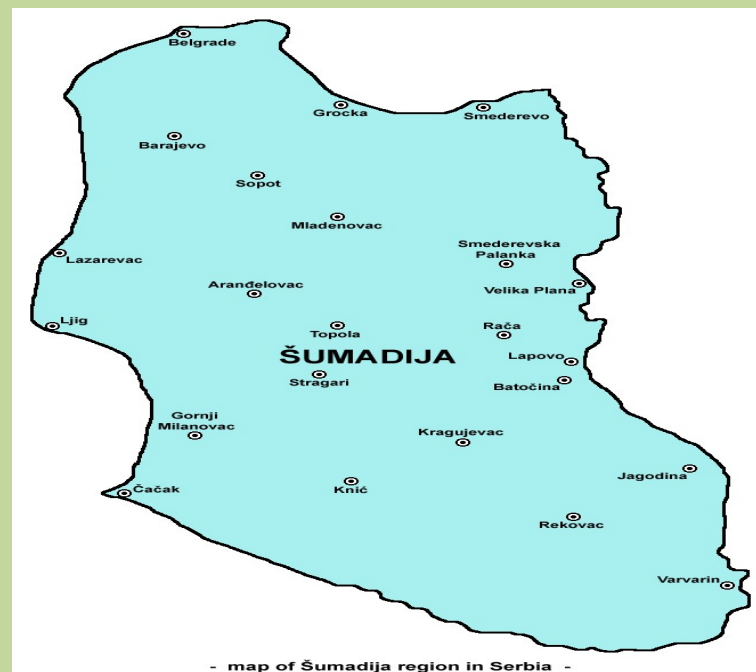 Belgrade
Grocka
Smederevo
Barajevo
Sopot
Mladenovac
Smederevska
Palanka
Lazarevac
Aranđelovac
Velika Plana
Ljig
Topola
Rača
ŠUMADIJA
Lapovo
Stragari
Batočina
Gornji
Milanovac
Kragujevac
Jagodina
Čačak
Knić
Rekovac
Varvarin
- map of Šumadija region in Serbia -